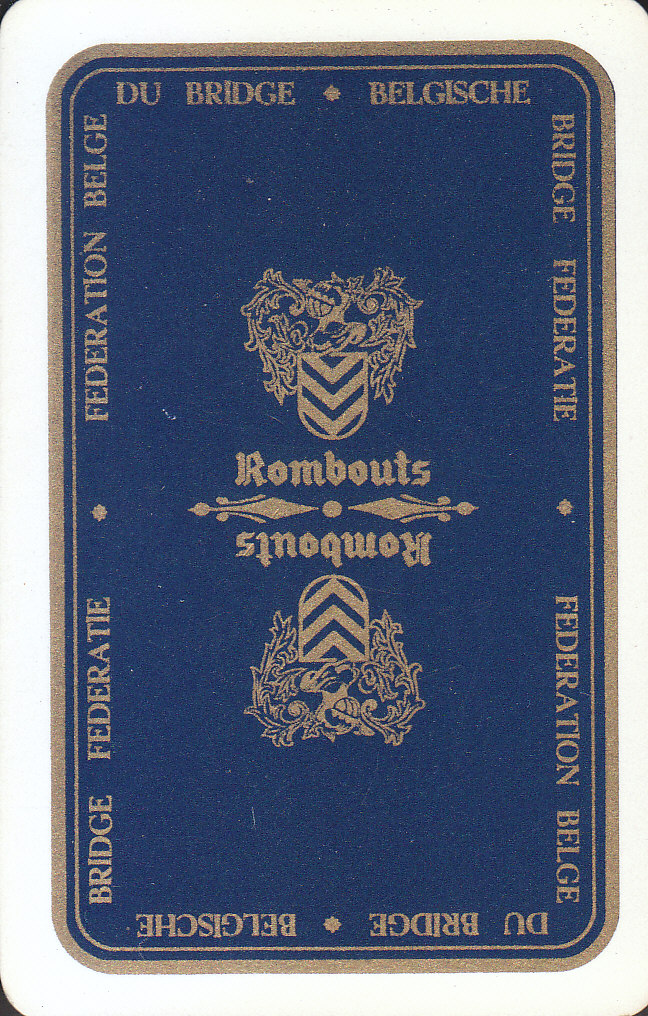 DU BRIDGE • BELGISCHE
BRIDGE FEDERATIE •
FEDERATION BELGE
DU BRIDGE • BELGISCHE
BRIDGE FEDERATIE •
FEDERATION BELGE
Rombouts
Rombouts